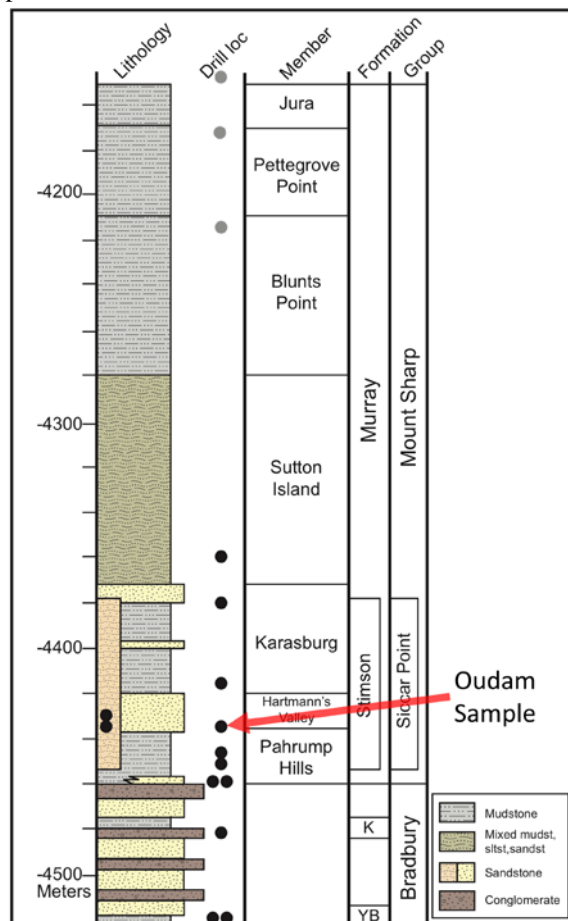 Lithology
Drill loc
Member
Formation
Group
Jura
Pettegrove
Point
-4200
Blunts
Point
Murray
Mount Sharp
-4300
Sutton
Island
-4400
Karasburg
Stimson
Siccar Point
Hartmann's
Valley
Oudam
Sample
Pahrump
Hills
K
Bradbury
-4500
Meters
YB
Mudstone
Mixed mudst,
sltst,sandst
Sandstone
Conglomerate